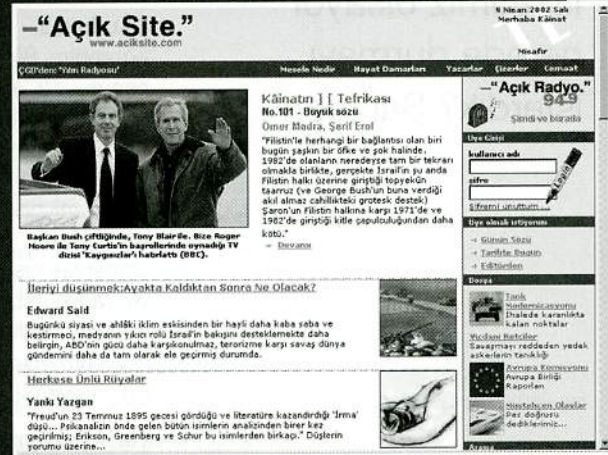 9 Nisan 2002 Salı
Merhaba Kâinat
–“Açık Site.”
www.aciksite.com
Misafir
ÇGD'den: 'Yılın Radyosu'
Mesele Nedir
Hayat Damarları
Yazarlar
Çizerler
Cemaat
Başkan Bush çiftliğinde, Tony Blair ile. Bize Roger
Moore ile Tony Curtis'in başrollerinde oynadığı TV
dizisi 'Kaygısızlar'ı hatırlattı (BBC).
Kâinatın ] [ Tefrikası
No.101 - Büyük sözü
Ömer Madra, Şerif Erol
"Filistin'le herhangi bir bağlantısı olan biri
bugün şaşkın bir öfke ve şok halinde.
1982'de olanların neredeyse tam bir tekrarı
olmakla birlikte, gerçekte İsrail'in şu anda
Filistin halkı üzerine giriştiği topyekûn
taarruz (ve George Bush'un buna verdiği
akıl almaz cahillikteki grotesk destek)
Şaron'un Filistin halkına karşı 1971'de ve
1982'de giriştiği kitle çapulculuğundan daha
kötü."
→ Devamı
İleriyi düşünmek:Ayakta Kaldıktan Sonra Ne Olacak?
Edward Said
Bugünkü siyasi ve ahlâki iklim eskisinden bir hayli daha kaba saba ve
kestirmeci, medyanın yıkıcı rolü İsrail'in bakışını desteklemekte daha
belirgin, ABD'nin gücü daha karşıkonulmaz, terorizme karşı savaş dünya
gündemini daha da tam olarak ele geçirmiş durumda.
Herkese Ünlü Rüyalar
Yankı Yazgan
"Freud'un 23 Temmuz 1895 gecesi gördüğü ve literatüre kazandırdığı 'Irma'
düşü... Psikanalizin önde gelen bütün isimlerin analizinden birer kez
geçirilmiş; Erikson, Greenberg ve Schur bu isimlerden birkaçı." Düşlerin
yorumu üzerine...
–“Açık Radyo.”
94.9
Şimdi ve burada
Üye Girişi
kullanıcı adı
şifre
Login
Şifremi unuttum ...
Üye olmak istiyorum
→ Günün Sözü
→ Tarihte Bugün
→ Editörden
Dosya
Tank
Modernizasyonu
İhalede karanlıkta
kalan noktalar
Vicdani Retçiler
Savaşmayı reddeden yedek
askerlerin tanıklığı
Avrupa Komisyonu
Avrupa Birliği
Raporları
Müstehcen Olaylar
Pas doğrusu
dediklerimiz...
Arama